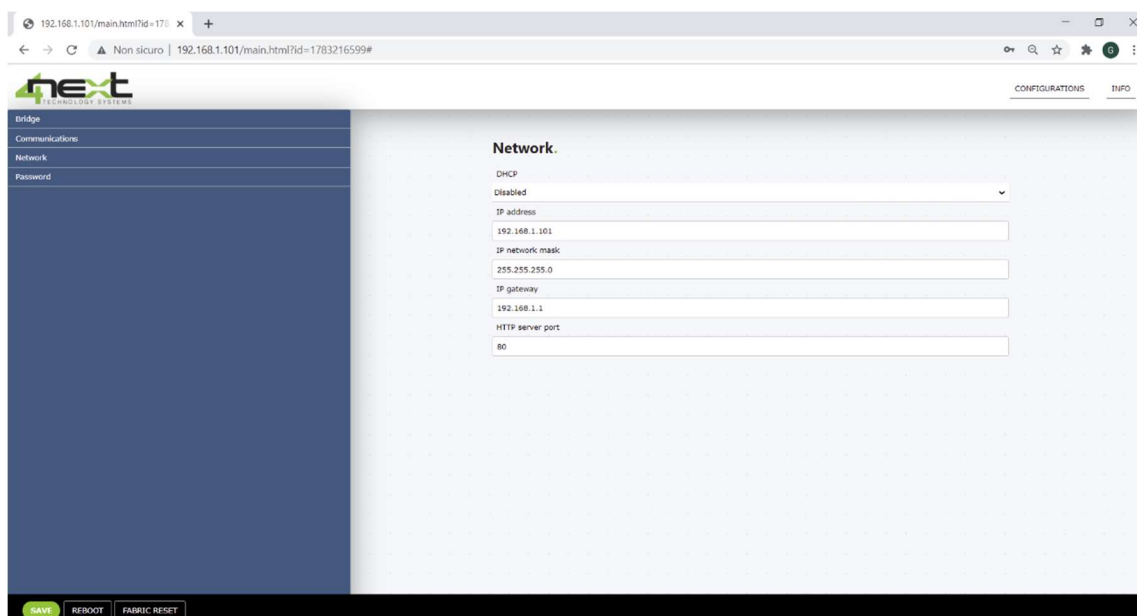 192.168.1.101/main.html?id=178
Non sicuro | 192.168.1.101/main.html?id=1783216599#
G
4next
TECHNOLOGY SYSTEMS
CONFIGURATIONS INFO
Bridge
Communications
Network
Password
Network.
DHCP
Disabled
IP address
192.168.1.101
IP network mask
255.255.255.0
IP gateway
192.168.1.1
HTTP server port
80
SAVE REBOOT FABRIC RESET